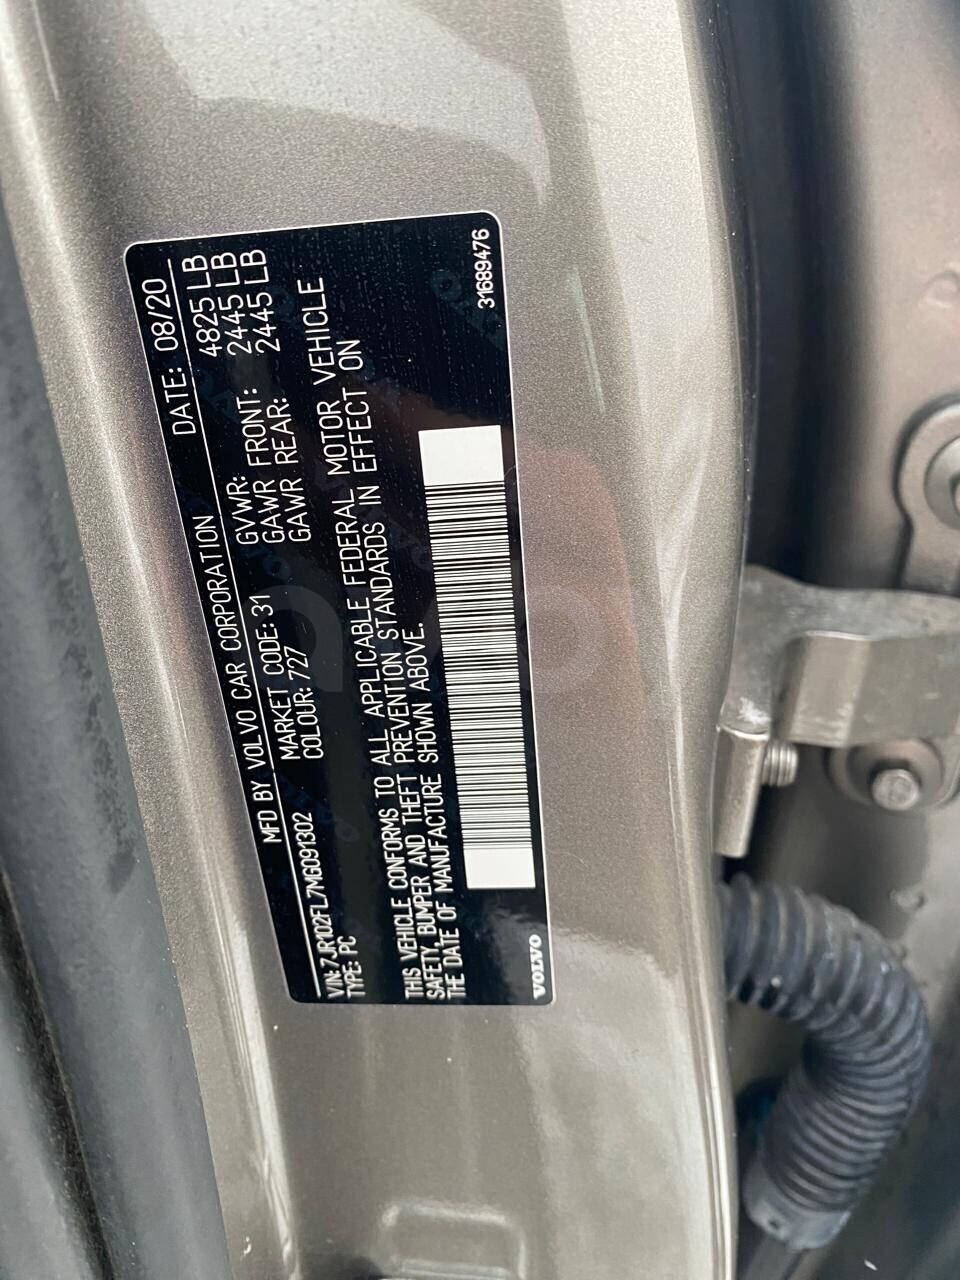 MFD BY VOLVO CAR CORPORATION DATE: 08/20
MARKET CODE: 31 GVWR: 4825 LB
COLOUR: 727 GAWR FRONT: 2445 LB
GAWR REAR: 2445 LB
VIN: 7JR102FL7MG091302
TYPE: PC
THIS VEHICLE CONFORMS TO ALL APPLICABLE FEDERAL MOTOR VEHICLE
SAFETY, BUMPER AND THEFT PREVENTION STANDARDS IN EFFECT ON
THE DATE OF MANUFACTURE SHOWN ABOVE.
VOLVO 31689476